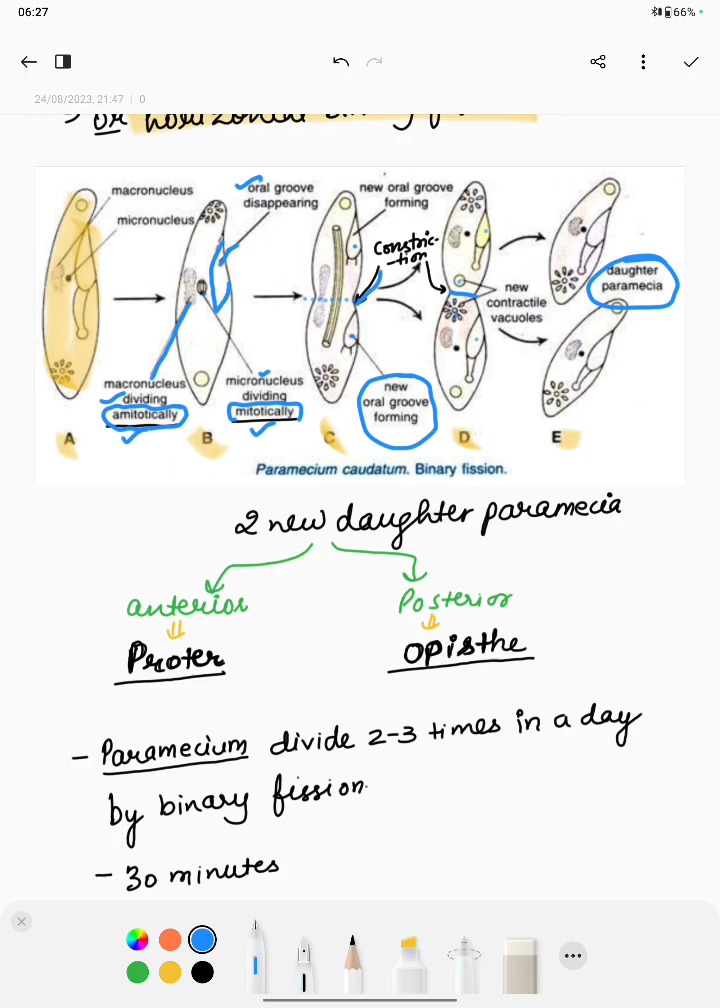 06:27
66%
24/08/2023, 21:47 | 0
or horizontal binary f
macronucleus
micronucleus
oral groove
disappearing
new oral groove
forming
Constric-
-tion
new
contractile
vacuoles
daughter
paramecia
macronucleus
dividing
amitotically
micronucleus
dividing
mitotically
new
oral groove
forming
A
B
C
D
E
Paramecium caudatum. Binary fission.
2 new daughter paramecia
anterior
Posterior
Proter
Opisthe
- Paramecium divide 2-3 times in a day
by binary fission.
- 30 minutes